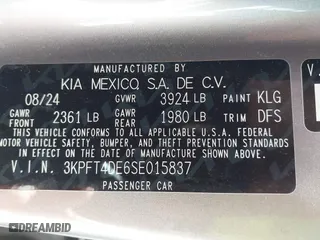 MANUFACTURED BY
KIA MEXICO, S.A. DE C.V.
08/24 GVWR 3924 LB PAINT KLG
GAWR FRONT 2361 LB GAWR REAR 1980 LB TRIM DFS
THIS VEHICLE CONFORMS TO ALL APPLICABLE
FEDERAL MOTOR VEHICLE SAFETY, BUMPER, AND THEFT
PREVENTION STANDARDS IN EFFECT ON THE DATE OF
MANUFACTURE SHOWN ABOVE.
V.I.N. 3KPFT4DE6SE015837
PASSENGER CAR
V.
DREAMBID